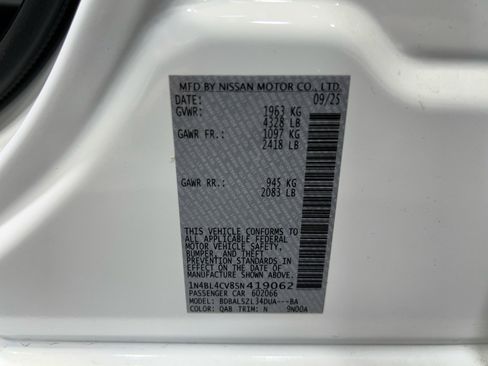 MFD BY NISSAN MOTOR CO., LTD.
DATE: 09/25
GVWR: 1963 KG
4328 LB
GAWR FR.: 1097 KG
2418 LB
GAWR RR.: 945 KG
2083 LB
THIS VEHICLE CONFORMS TO
ALL APPLICABLE FEDERAL
MOTOR VEHICLE SAFETY,
BUMPER, AND THEFT
PREVENTION STANDARDS IN
EFFECT ON THE DATE OF
MANUFACTURE SHOWN ABOVE.
1N4BL4CV8SN419062
PASSENGER CAR 602066
MODEL: BDBALSZL34DUA---BA
COLOR: QAB TRIM: N 9N00A